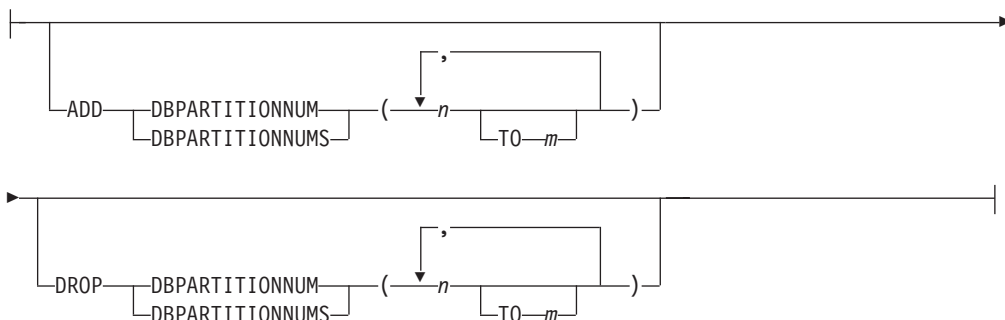 ,
ADD DBPARTITIONNUM ( n )
DBPARTITIONNUMS TO m
,
DROP DBPARTITIONNUM ( n )
DBPARTITIONNUMS TO m